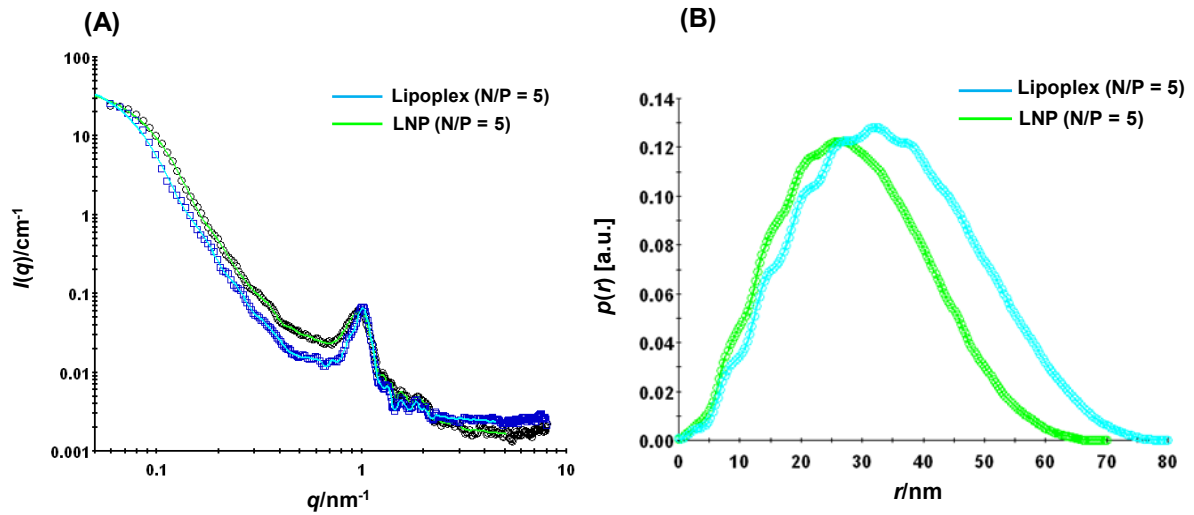 (A)
Lipoplex (N/P = 5)
LNP (N/P = 5)
I(q)/cm⁻¹
100
10
1
0.1
0.01
0.001
0.1
1
10
q/nm⁻¹
(B)
Lipoplex (N/P = 5)
LNP (N/P = 5)
p(r) [a.u.]
0.14
0.12
0.10
0.08
0.06
0.04
0.02
0.00
0
10
20
30
40
50
60
70
80
r/nm